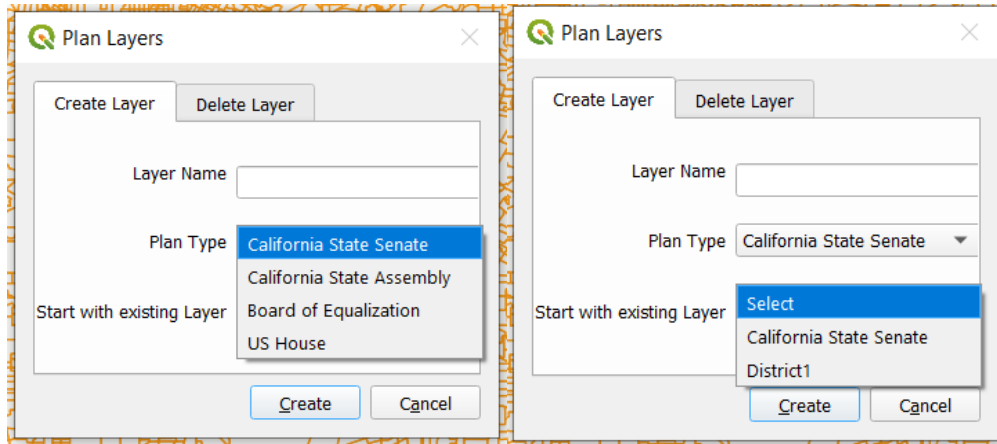 Plan Layers
Create Layer Delete Layer
Layer Name
Plan Type California State Senate
California State Assembly
Start with existing Layer Board of Equalization
US House
Create Cancel
Plan Layers
Create Layer Delete Layer
Layer Name
Plan Type California State Senate
Start with existing Layer Select
California State Senate
District1
Create Cancel